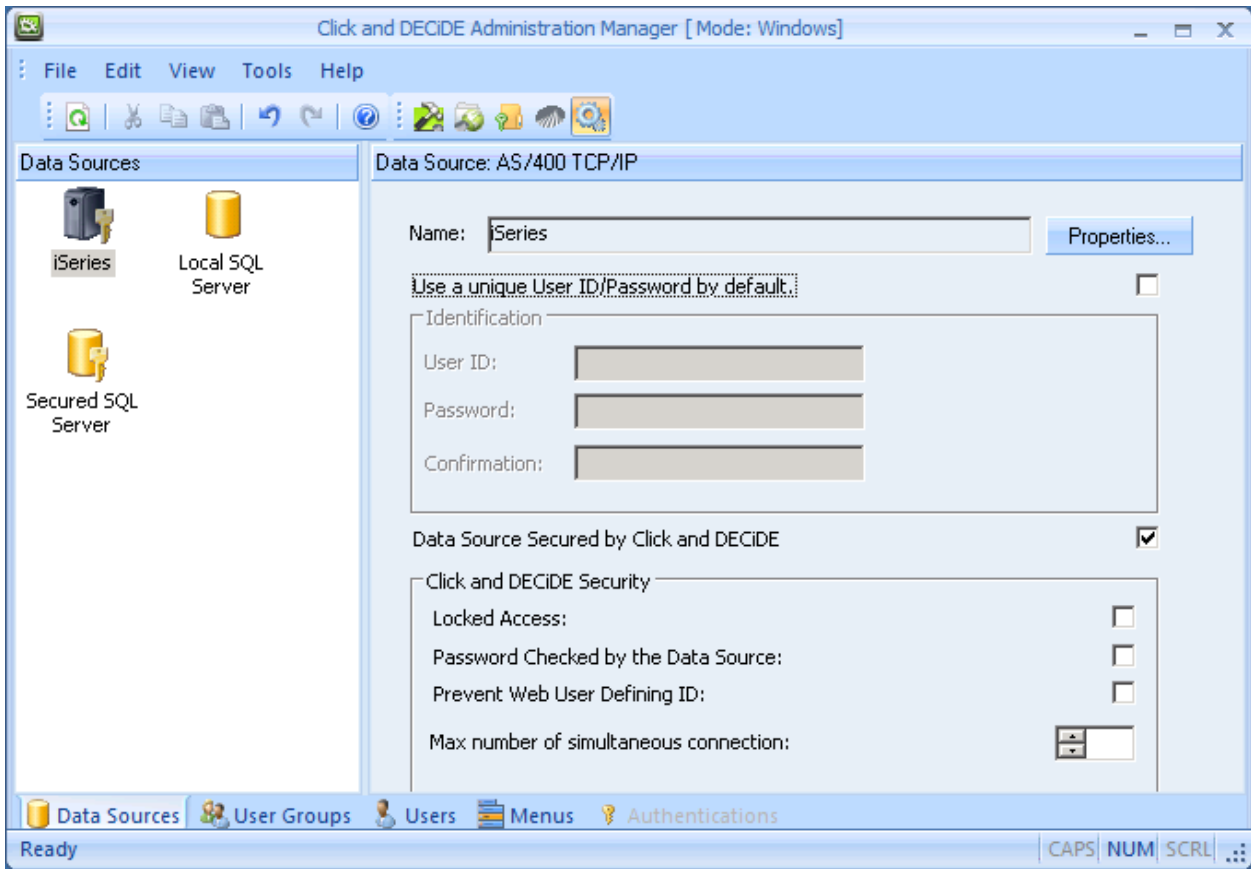 Click and DECiDE Administration Manager [ Mode: Windows]
File Edit View Tools Help
Data Sources
iSeries
Local SQL
Server
Secured SQL
Server
Data Source: AS/400 TCP/IP
Name: iSeries Properties...
Use a unique User ID/Password by default.
Identification
User ID:
Password:
Confirmation:
Data Source Secured by Click and DECiDE
Click and DECiDE Security
Locked Access:
Password Checked by the Data Source:
Prevent Web User Defining ID:
Max number of simultaneous connection:
Data Sources User Groups Users Menus Authentications
Ready CAPS NUM SCRL